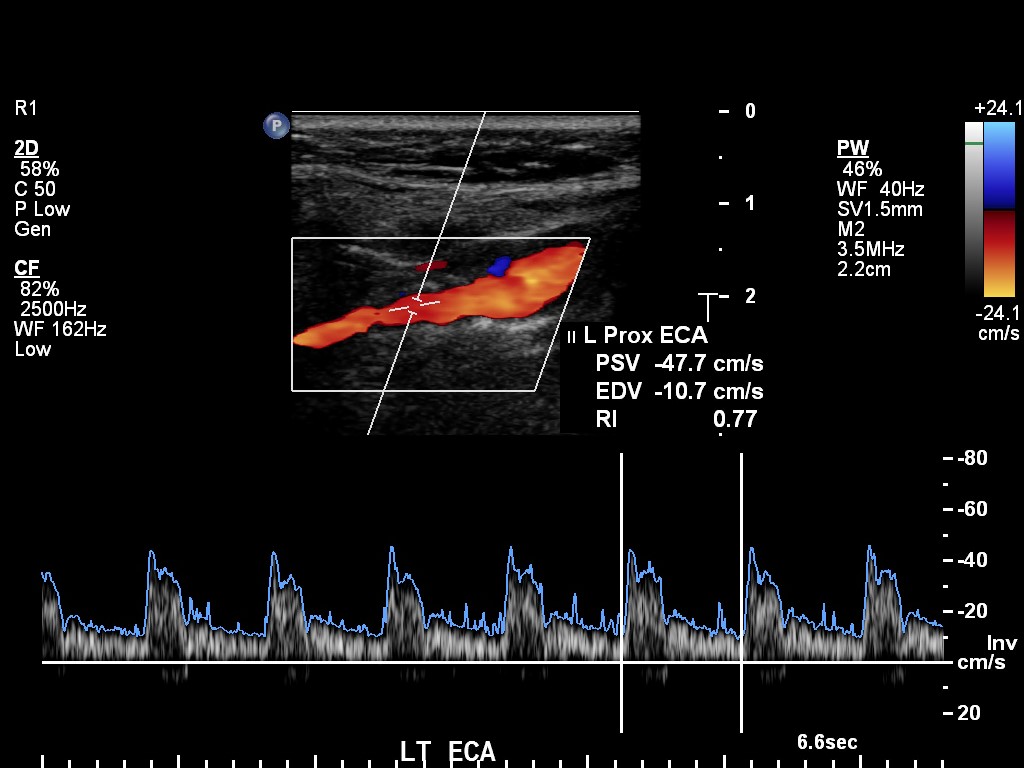 R1
2D
58%
C 50
P Low
Gen
CF
82%
2500Hz
WF 162Hz
Low
P
0
1
2
PW
46%
WF 40Hz
SV1.5mm
M2
3.5MHz
2.2cm
+24.1
-24.1
cm/s
L Prox ECA
PSV -47.7 cm/s
EDV -10.7 cm/s
RI 0.77
-80
-60
-40
-20
Inv
cm/s
20
6.6sec
LT ECA